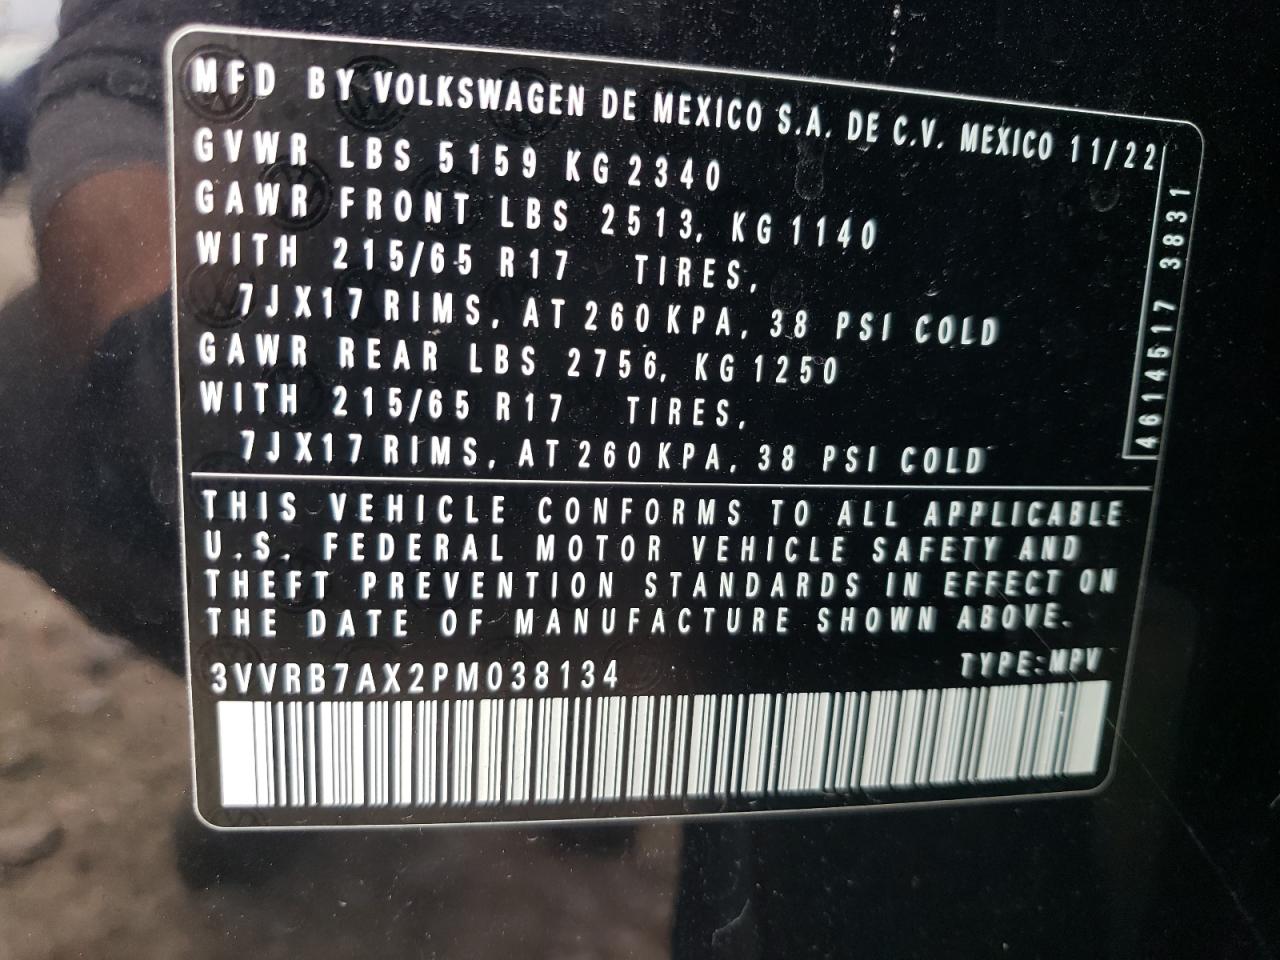 MFD BY VOLKSWAGEN DE MEXICO S.A. DE C.V. MEXICO 11/22
GVWR LBS 5159 KG 2340
GAWR FRONT LBS 2513, KG 1140
WITH 215/65 R17 TIRES,
7JX17 RIMS, AT 260 KPA, 38 PSI COLD
GAWR REAR LBS 2756, KG 1250
WITH 215/65 R17 TIRES,
7JX17 RIMS, AT 260 KPA, 38 PSI COLD
4614517 3831
THIS VEHICLE CONFORMS TO ALL APPLICABLE
U.S. FEDERAL MOTOR VEHICLE SAFETY AND
THEFT PREVENTION STANDARDS IN EFFECT ON
THE DATE OF MANUFACTURE SHOWN ABOVE.
3VVRB7AX2PM038134 TYPE:MPV